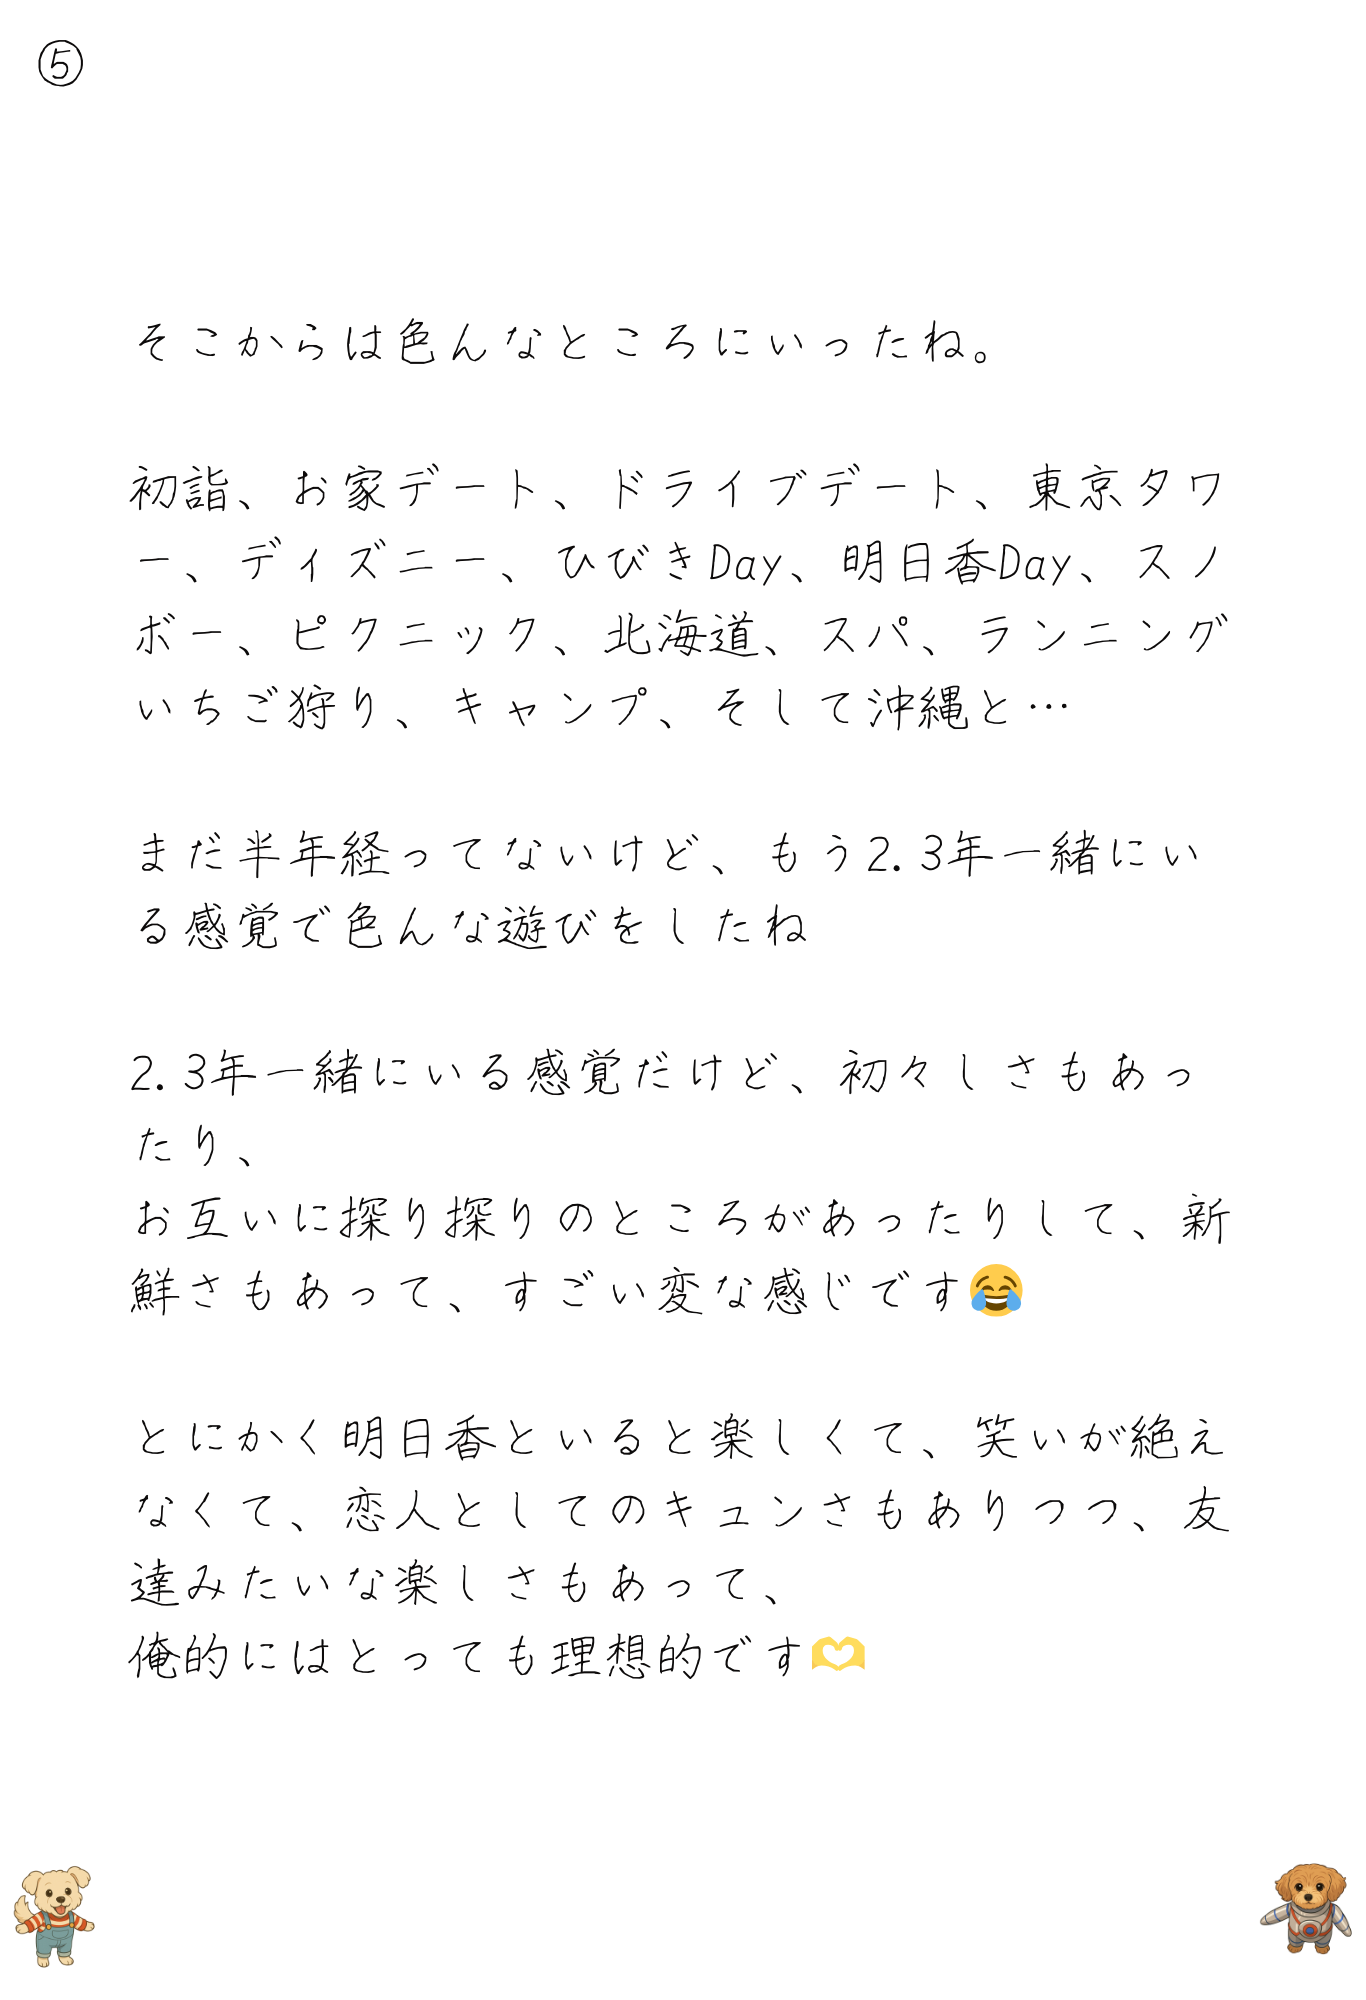 ⑤
そこからは色んなところにいったね。
初詣、お家デート、ドライブデート、東京タワ
ー、ディズニー、ひびきDay、明日香Day、スノ
ボー、ピクニック、北海道、スパ、ランニング
いちご狩り、キャンプ、そして沖縄と…
まだ半年経ってないけど、もう2.3年一緒にい
る感覚で色んな遊びをしたね
2.3年一緒にいる感覚だけど、初々しさもあっ
たり、
お互いに探り探りのところがあったりして、新
鮮さもあって、すごい変な感じです😂
とにかく明日香といると楽しくて、笑いが絶え
なくて、恋人としてのキュンさもありつつ、友
達みたいな楽しさもあって、
俺的にはとっても理想的です🫶